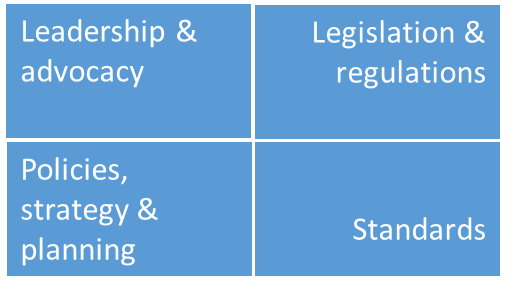 Leadership &
advocacy
Legislation &
regulations
Policies,
strategy &
planning
Standards